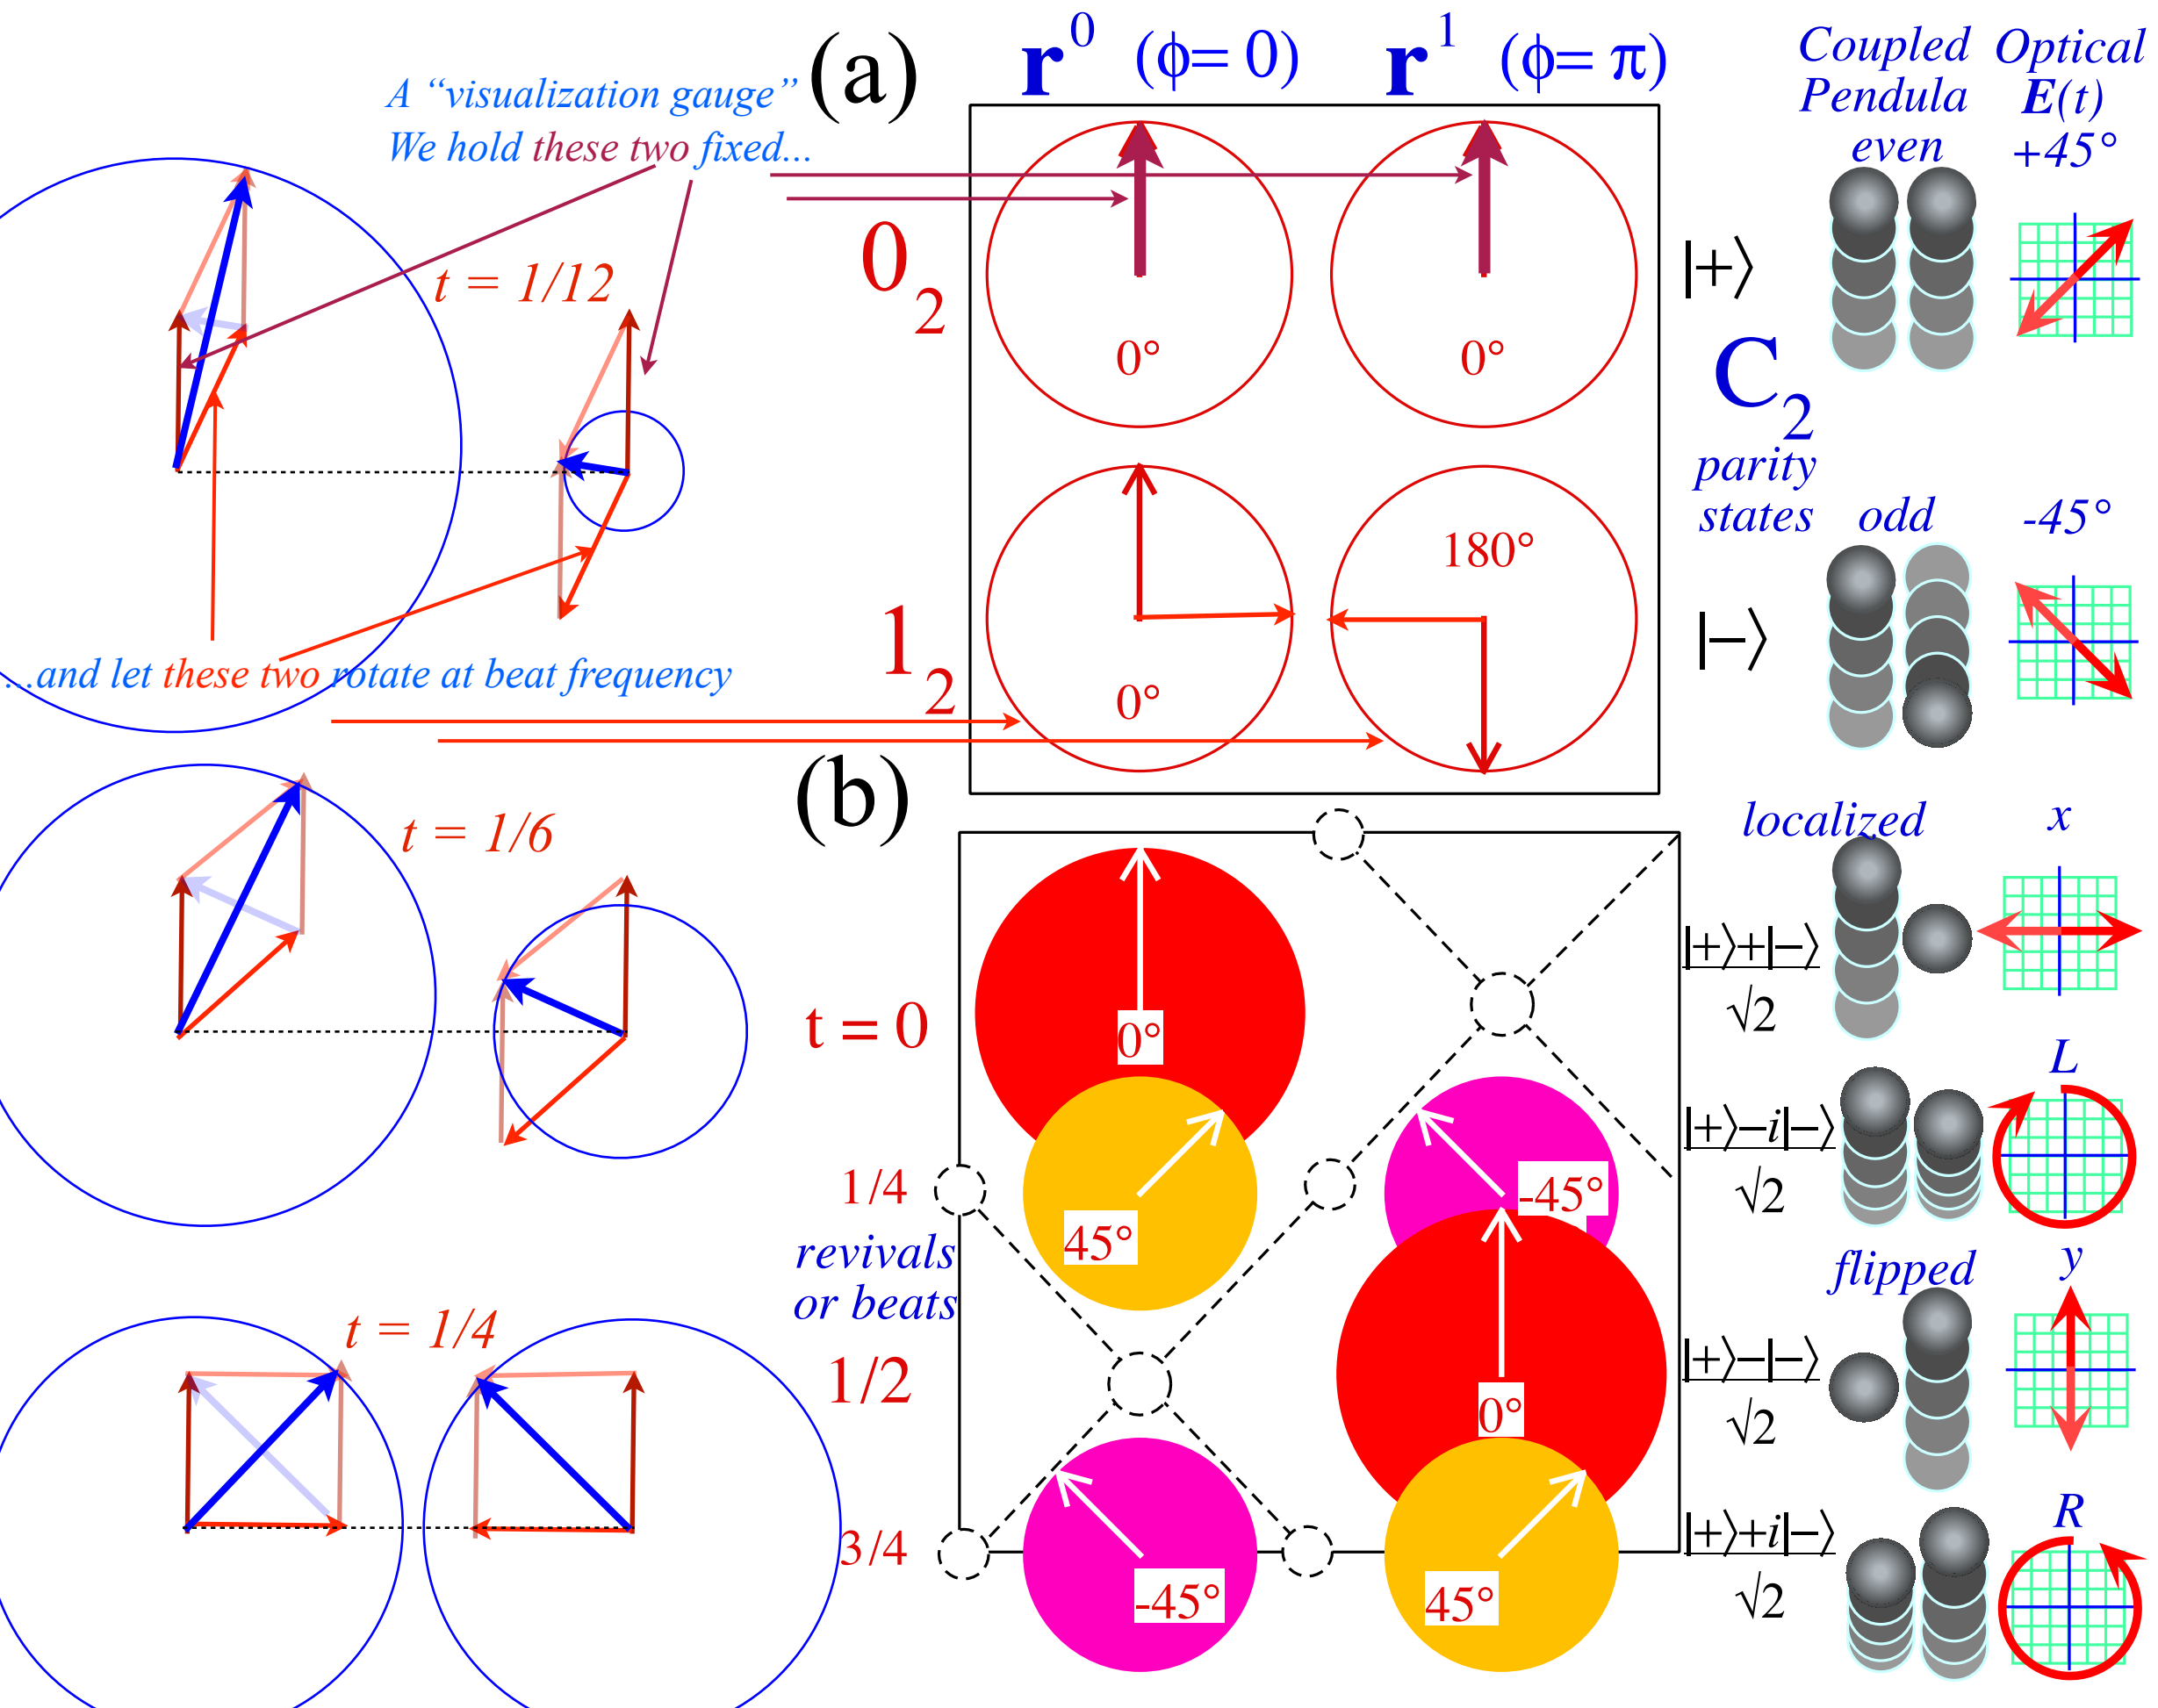 A “visualization gauge”
We hold these two fixed...
t = 1/12
...and let these two rotate at beat frequency
t = 1/6
t = 1/4
(a)
r⁰ (ϕ= 0) r¹ (ϕ= π)
0₂
0° 0°
1₂
0° 180°
|+⟩
C₂
parity
states
|−⟩
Coupled
Pendula
even
Optical
E(t)
+45°
odd
-45°
(b)
t = 0
0°
1/4
45° -45°
revivals
or beats
1/2
0°
3/4
-45° 45°
localized x
|+⟩+|−⟩
√2
L
|+⟩−i|−⟩
√2
flipped y
|+⟩−|−⟩
√2
R
|+⟩+i|−⟩
√2